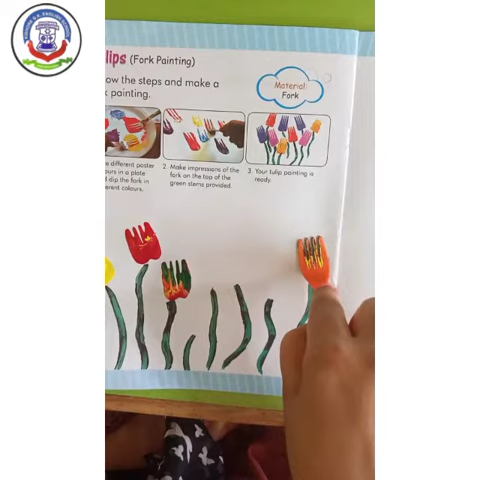 lips (Fork Painting)
ow the steps and make a
k painting.
Material
Fork
e different poster
ours in a plate
d dip the fork in
erent colours.
2. Make impressions of the
fork on the top of the
green stems provided.
3. Your tulip painting is
ready.